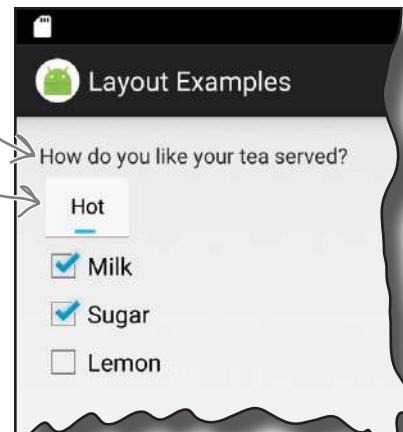 Layout Examples
How do you like your tea served?
Hot
Milk
Sugar
Lemon